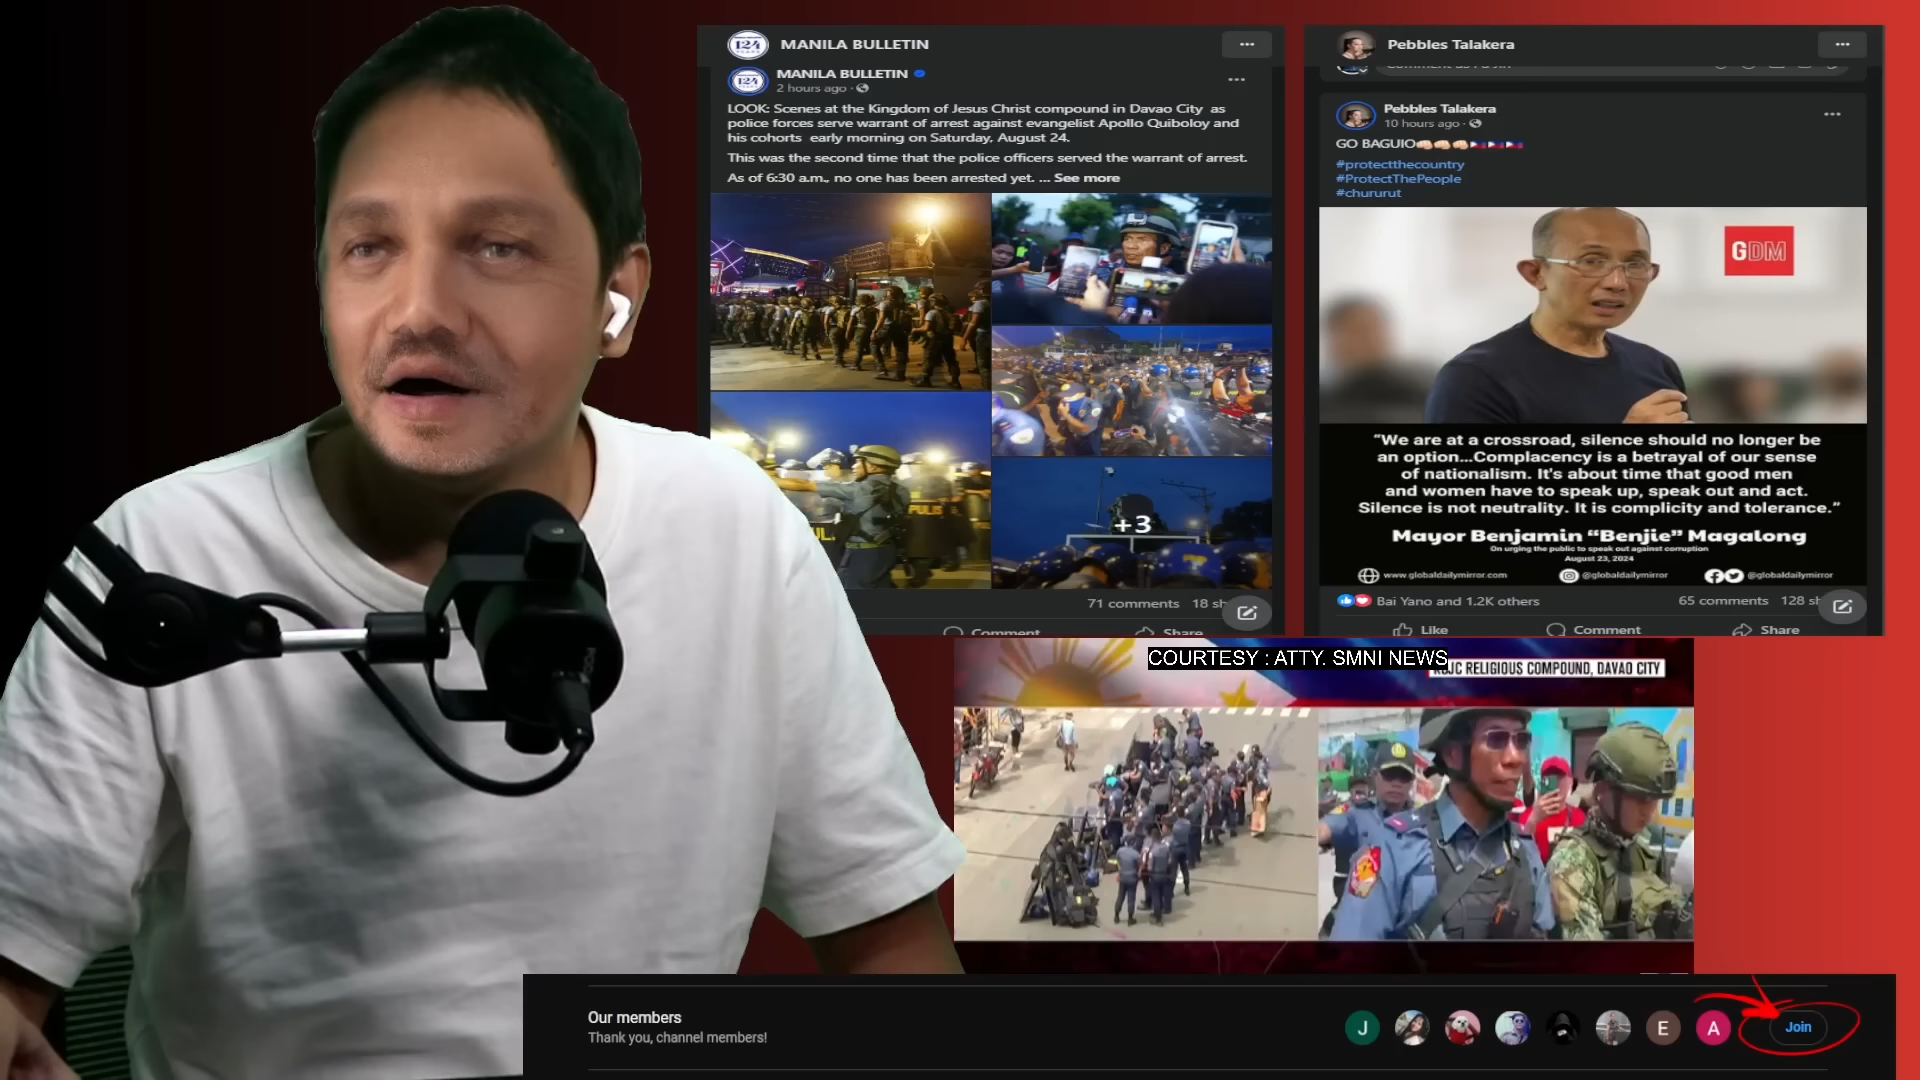 124
MANILA BULLETIN
124
MANILA BULLETIN
2 hours ago ·
LOOK: Scenes at the Kingdom of Jesus Christ compound in Davao City as
police forces serve warrant of arrest against evangelist Apollo Quiboloy and
his cohorts early morning on Saturday, August 24.
This was the second time that the police officers served the warrant of arrest.
As of 6:30 a.m., no one has been arrested yet. ... See more
PULIS
+3
71 comments 18 sh
Comment Share
Pebbles Talakera
Pebbles Talakera
10 hours ago ·
GO BAGUIO👊🏻👊🏻👊🏻🇵🇭🇵🇭🇵🇭
#protectthecountry
#ProtectThePeople
#chururut
GDM
“We are at a crossroad, silence should no longer be
an option...Complacency is a betrayal of our sense
of nationalism. It's about time that good men
and women have to speak up, speak out and act.
Silence is not neutrality. It is complicity and tolerance.”
Mayor Benjamin “Benjie” Magalong
On urging the public to speak out against corruption
August 23, 2024
www.globaldailymirror.com @globaldailymirror @globaldailymirror
Bai Yano and 1.2K others 65 comments 128 sh
Like Comment Share
COURTESY : ATTY. SMNI NEWS
KOJC RELIGIOUS COMPOUND, DAVAO CITY
Our members
Thank you, channel members!
J E A Join